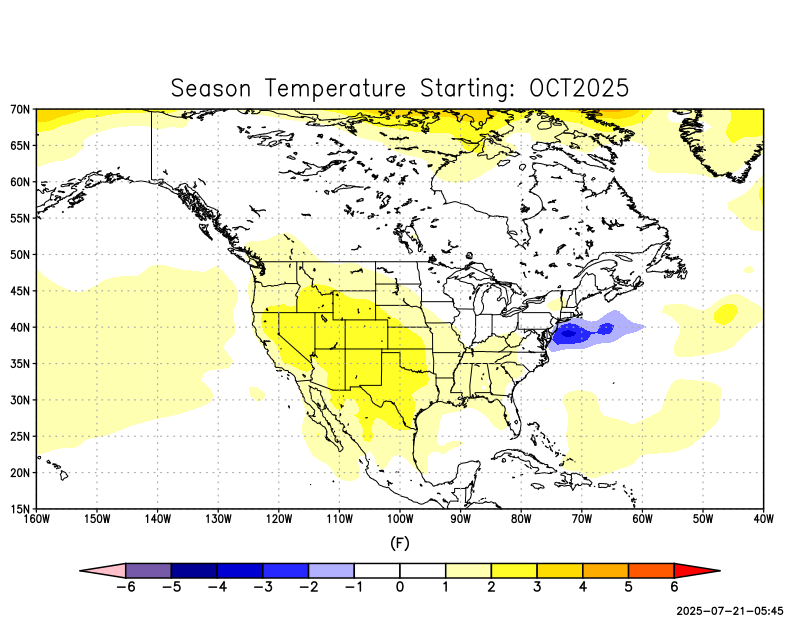 Season Temperature Starting: OCT2025
70N
65N
60N
55N
50N
45N
40N
35N
30N
25N
20N
15N
160W 150W 140W 130W 120W 110W 100W 90W 80W 70W 60W 50W 40W
(F)
−6 −5 −4 −3 −2 −1 0 1 2 3 4 5 6
2025-07-21-05:45